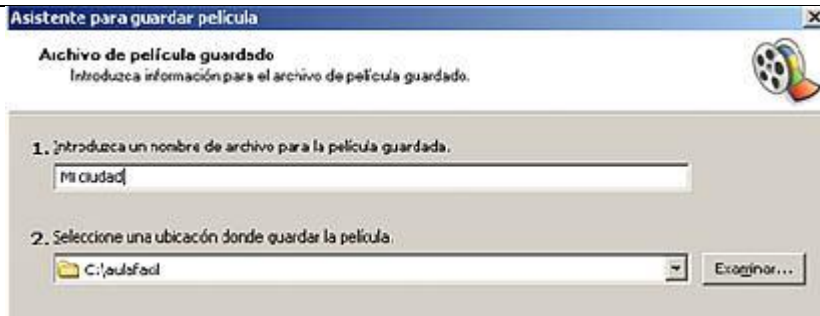 Asistente para guardar película
Archivo de película guardado
Introduzca información para el archivo de película guardado.
1. Introduzca un nombre de archivo para la película guardada.
Mi ciudad
2. Seleccione una ubicacón donde guardar la película.
C:\aulafacil
Examinar...